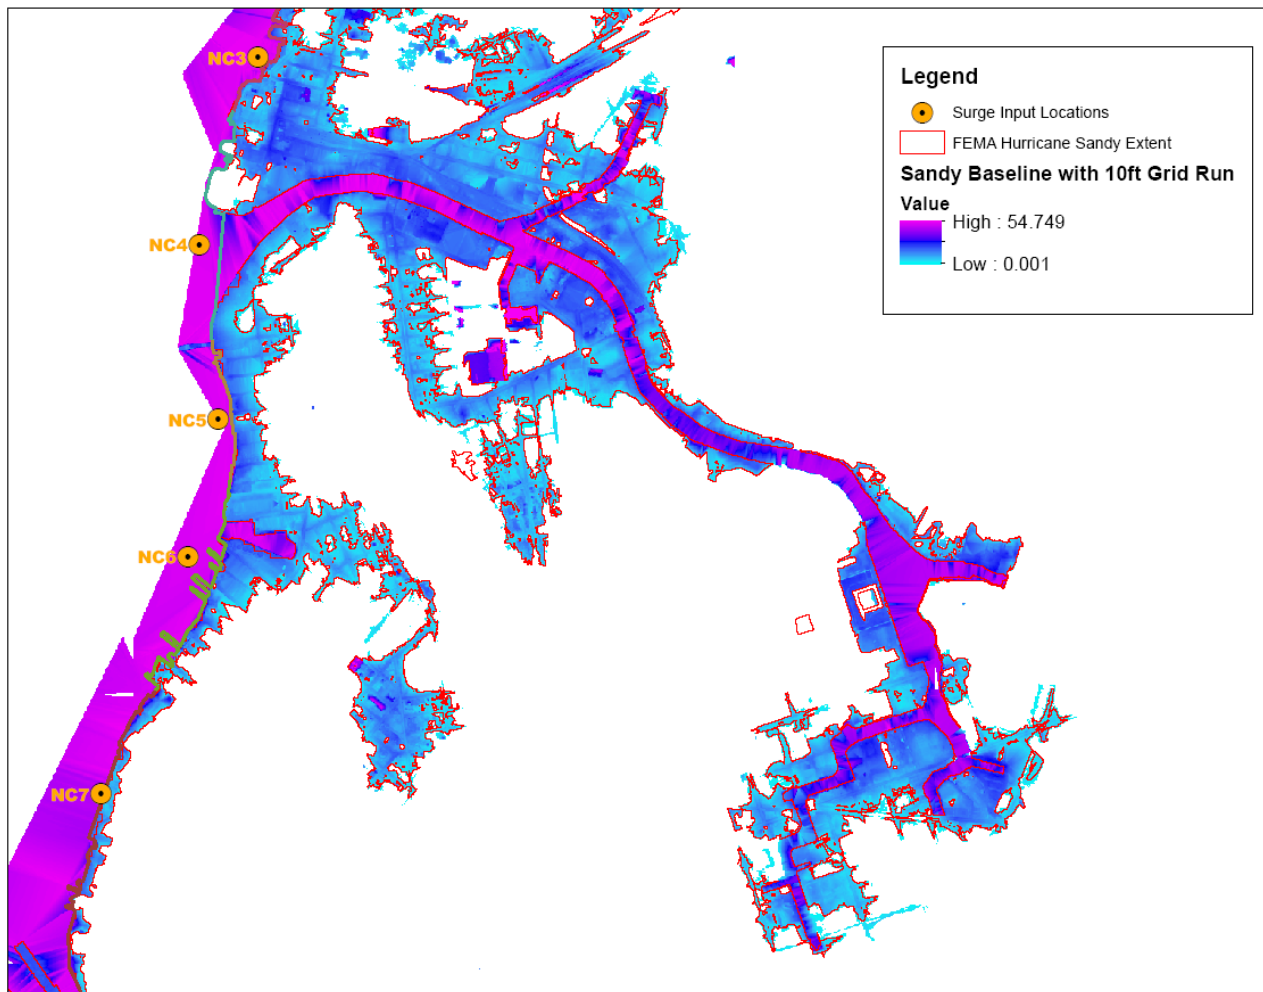 NC3
NC4
NC5
NC6
NC7
Legend
Surge Input Locations
FEMA Hurricane Sandy Extent
Sandy Baseline with 10ft Grid Run
Value
High : 54.749
Low : 0.001